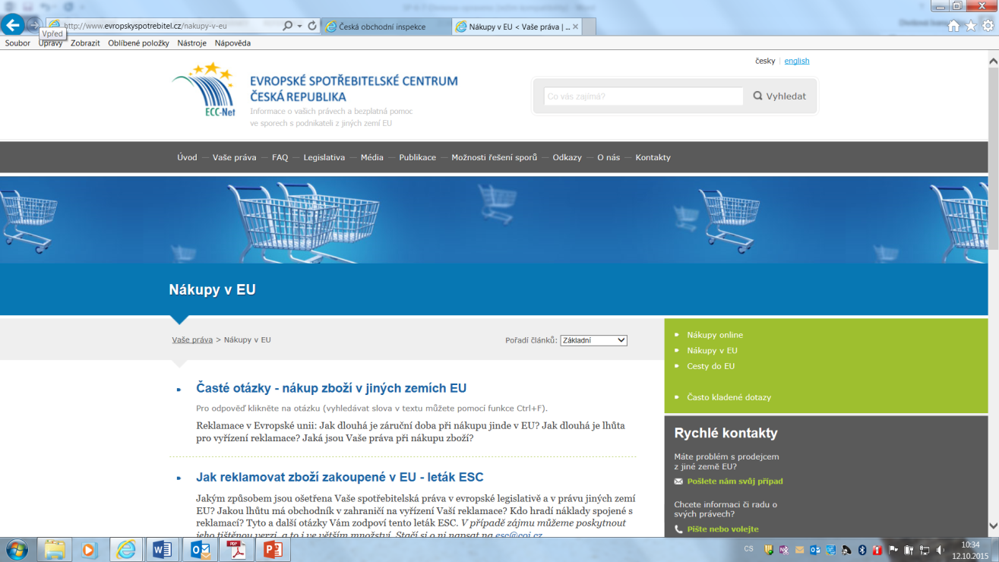 http://www.evropskyspotrebitel.cz/nakupy-v-eu
Česká obchodní inspekce
Nákupy v EU < Vaše práva | ...
Vpřed
Soubor Úpravy Zobrazit Oblíbené položky Nástroje Nápověda
česky | english
EVROPSKÉ SPOTŘEBITELSKÉ CENTRUM
ČESKÁ REPUBLIKA
ECC-Net
Informace o vašich právech a bezplatná pomoc
ve sporech s podnikateli z jiných zemí EU
Co vás zajímá?
Vyhledat
Úvod — Vaše práva — FAQ — Legislativa — Média — Publikace — Možnosti řešení sporů — Odkazy — O nás — Kontakty
Nákupy v EU
Vaše práva > Nákupy v EU
Pořadí článků: Základní
Časté otázky - nákup zboží v jiných zemích EU
Pro odpověď klikněte na otázku (vyhledávat slova v textu můžete pomocí funkce Ctrl+F).
Reklamace v Evropské unii: Jak dlouhá je záruční doba při nákupu jinde v EU? Jak dlouhá je lhůta
pro vyřízení reklamace? Jaká jsou Vaše práva při nákupu zboží?
Jak reklamovat zboží zakoupené v EU - leták ESC
Jakým způsobem jsou ošetřena Vaše spotřebitelská práva v evropské legislativě a v právu jiných zemí
EU? Jakou lhůtu má obchodník v zahraničí na vyřízení Vaší reklamace? Kdo hradí náklady spojené s
reklamací? Tyto a další otázky Vám zodpoví tento leták ESC. V případě zájmu můžeme poskytnout
jeho tištěnou verzi, a to i ve větším množství. Stačí si o ni napsat na esc@coi.cz
Nákupy online
Nákupy v EU
Cesty do EU
Často kladené dotazy
Rychlé kontakty
Máte problém s prodejcem
z jiné země EU?
Pošlete nám svůj případ
Chcete informaci či radu o
svých právech?
Pište nebo volejte
CS
10:34
12.10.2015